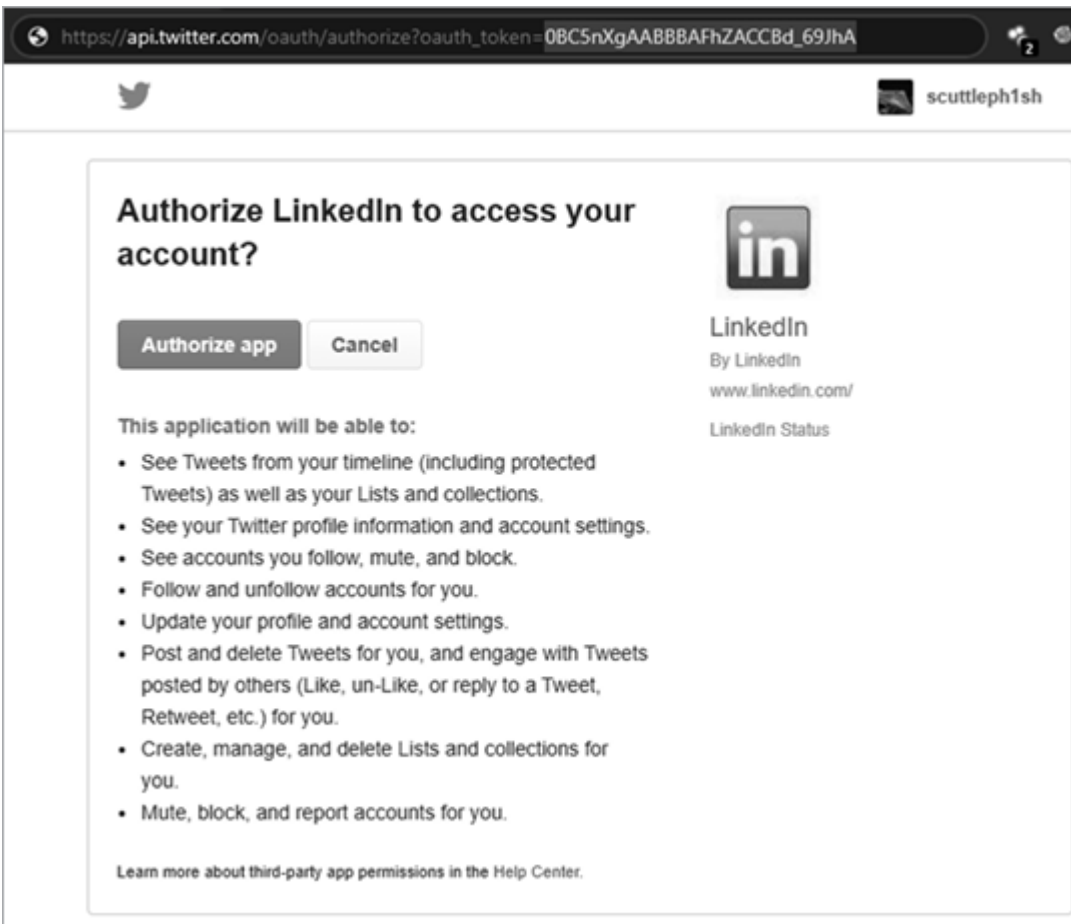 https://api.twitter.com/oauth/authorize?oauth_token=0BC5nXgAABBBAFhZACCBd_69JhA
2
scuttleph1sh
Authorize LinkedIn to access your
account?
Authorize app
Cancel
This application will be able to:
• See Tweets from your timeline (including protected
Tweets) as well as your Lists and collections.
• See your Twitter profile information and account settings.
• See accounts you follow, mute, and block.
• Follow and unfollow accounts for you.
• Update your profile and account settings.
• Post and delete Tweets for you, and engage with Tweets
posted by others (Like, un-Like, or reply to a Tweet,
Retweet, etc.) for you.
• Create, manage, and delete Lists and collections for
you.
• Mute, block, and report accounts for you.
Learn more about third-party app permissions in the Help Center.
in
LinkedIn
By LinkedIn
www.linkedin.com/
LinkedIn Status